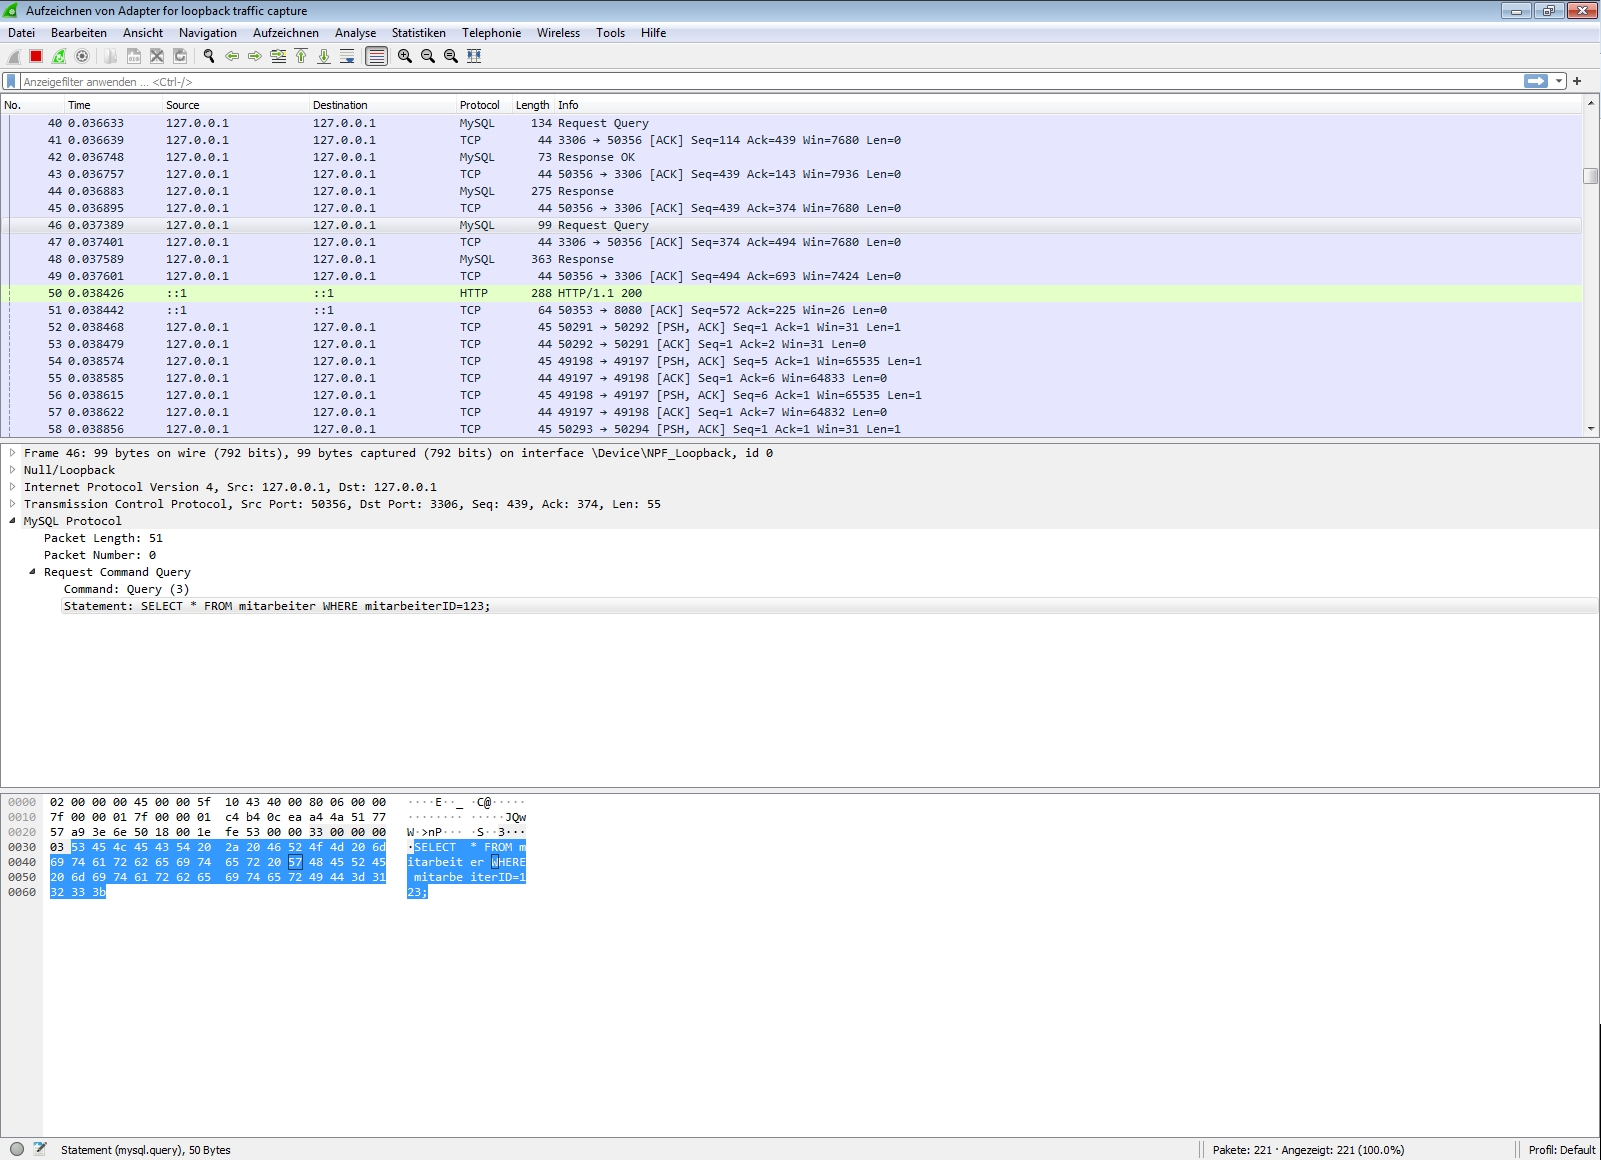 Aufzeichnen von Adapter for loopback traffic capture
Datei Bearbeiten Ansicht Navigation Aufzeichnen Analyse Statistiken Telephonie Wireless Tools Hilfe
Anzeigefilter anwenden ... <Ctrl-/>
No. Time Source Destination Protocol Length Info
40 0.036633 127.0.0.1 127.0.0.1 MySQL 134 Request Query
41 0.036639 127.0.0.1 127.0.0.1 TCP 44 3306 → 50356 [ACK] Seq=114 Ack=439 Win=7680 Len=0
42 0.036748 127.0.0.1 127.0.0.1 MySQL 73 Response OK
43 0.036757 127.0.0.1 127.0.0.1 TCP 44 50356 → 3306 [ACK] Seq=439 Ack=143 Win=7936 Len=0
44 0.036883 127.0.0.1 127.0.0.1 MySQL 275 Response
45 0.036895 127.0.0.1 127.0.0.1 TCP 44 50356 → 3306 [ACK] Seq=439 Ack=374 Win=7680 Len=0
46 0.037389 127.0.0.1 127.0.0.1 MySQL 99 Request Query
47 0.037401 127.0.0.1 127.0.0.1 TCP 44 3306 → 50356 [ACK] Seq=374 Ack=494 Win=7680 Len=0
48 0.037589 127.0.0.1 127.0.0.1 MySQL 363 Response
49 0.037601 127.0.0.1 127.0.0.1 TCP 44 50356 → 3306 [ACK] Seq=494 Ack=693 Win=7424 Len=0
50 0.038426 ::1 ::1 HTTP 288 HTTP/1.1 200
51 0.038442 ::1 ::1 TCP 64 50353 → 8080 [ACK] Seq=572 Ack=225 Win=26 Len=0
52 0.038468 127.0.0.1 127.0.0.1 TCP 45 50291 → 50292 [PSH, ACK] Seq=1 Ack=1 Win=31 Len=1
53 0.038479 127.0.0.1 127.0.0.1 TCP 44 50292 → 50291 [ACK] Seq=1 Ack=2 Win=31 Len=0
54 0.038574 127.0.0.1 127.0.0.1 TCP 45 49198 → 49197 [PSH, ACK] Seq=5 Ack=1 Win=65535 Len=1
55 0.038585 127.0.0.1 127.0.0.1 TCP 44 49197 → 49198 [ACK] Seq=1 Ack=6 Win=64833 Len=0
56 0.038615 127.0.0.1 127.0.0.1 TCP 45 49198 → 49197 [PSH, ACK] Seq=6 Ack=1 Win=65535 Len=1
57 0.038622 127.0.0.1 127.0.0.1 TCP 44 49197 → 49198 [ACK] Seq=1 Ack=7 Win=64832 Len=0
58 0.038856 127.0.0.1 127.0.0.1 TCP 45 50293 → 50294 [PSH, ACK] Seq=1 Ack=1 Win=31 Len=1
Frame 46: 99 bytes on wire (792 bits), 99 bytes captured (792 bits) on interface \Device\NPF_Loopback, id 0
Null/Loopback
Internet Protocol Version 4, Src: 127.0.0.1, Dst: 127.0.0.1
Transmission Control Protocol, Src Port: 50356, Dst Port: 3306, Seq: 439, Ack: 374, Len: 55
MySQL Protocol
Packet Length: 51
Packet Number: 0
Request Command Query
Command: Query (3)
Statement: SELECT * FROM mitarbeiter WHERE mitarbeiterID=123;
0000 02 00 00 00 45 00 00 5f 10 43 40 00 80 06 00 00 ····E··_ ·C@·····
0010 7f 00 00 01 7f 00 00 01 c4 b4 0c ea a4 4a 51 77 ········ ·····JQw
0020 57 a9 3e 6e 50 18 00 1e fe 53 00 00 33 00 00 00 W·>nP··· ·S··3···
0030 03 53 45 4c 45 43 54 20 2a 20 46 52 4f 4d 20 6d ·SELECT * FROM m
0040 69 74 61 72 62 65 69 74 65 72 20 57 48 45 52 45 itarbeit er WHERE
0050 20 6d 69 74 61 72 62 65 69 74 65 72 49 44 3d 31 mitarbe iterID=1
0060 32 33 3b 23;
Statement (mysql.query), 50 Bytes Pakete: 221 · Angezeigt: 221 (100.0%) Profil: Default